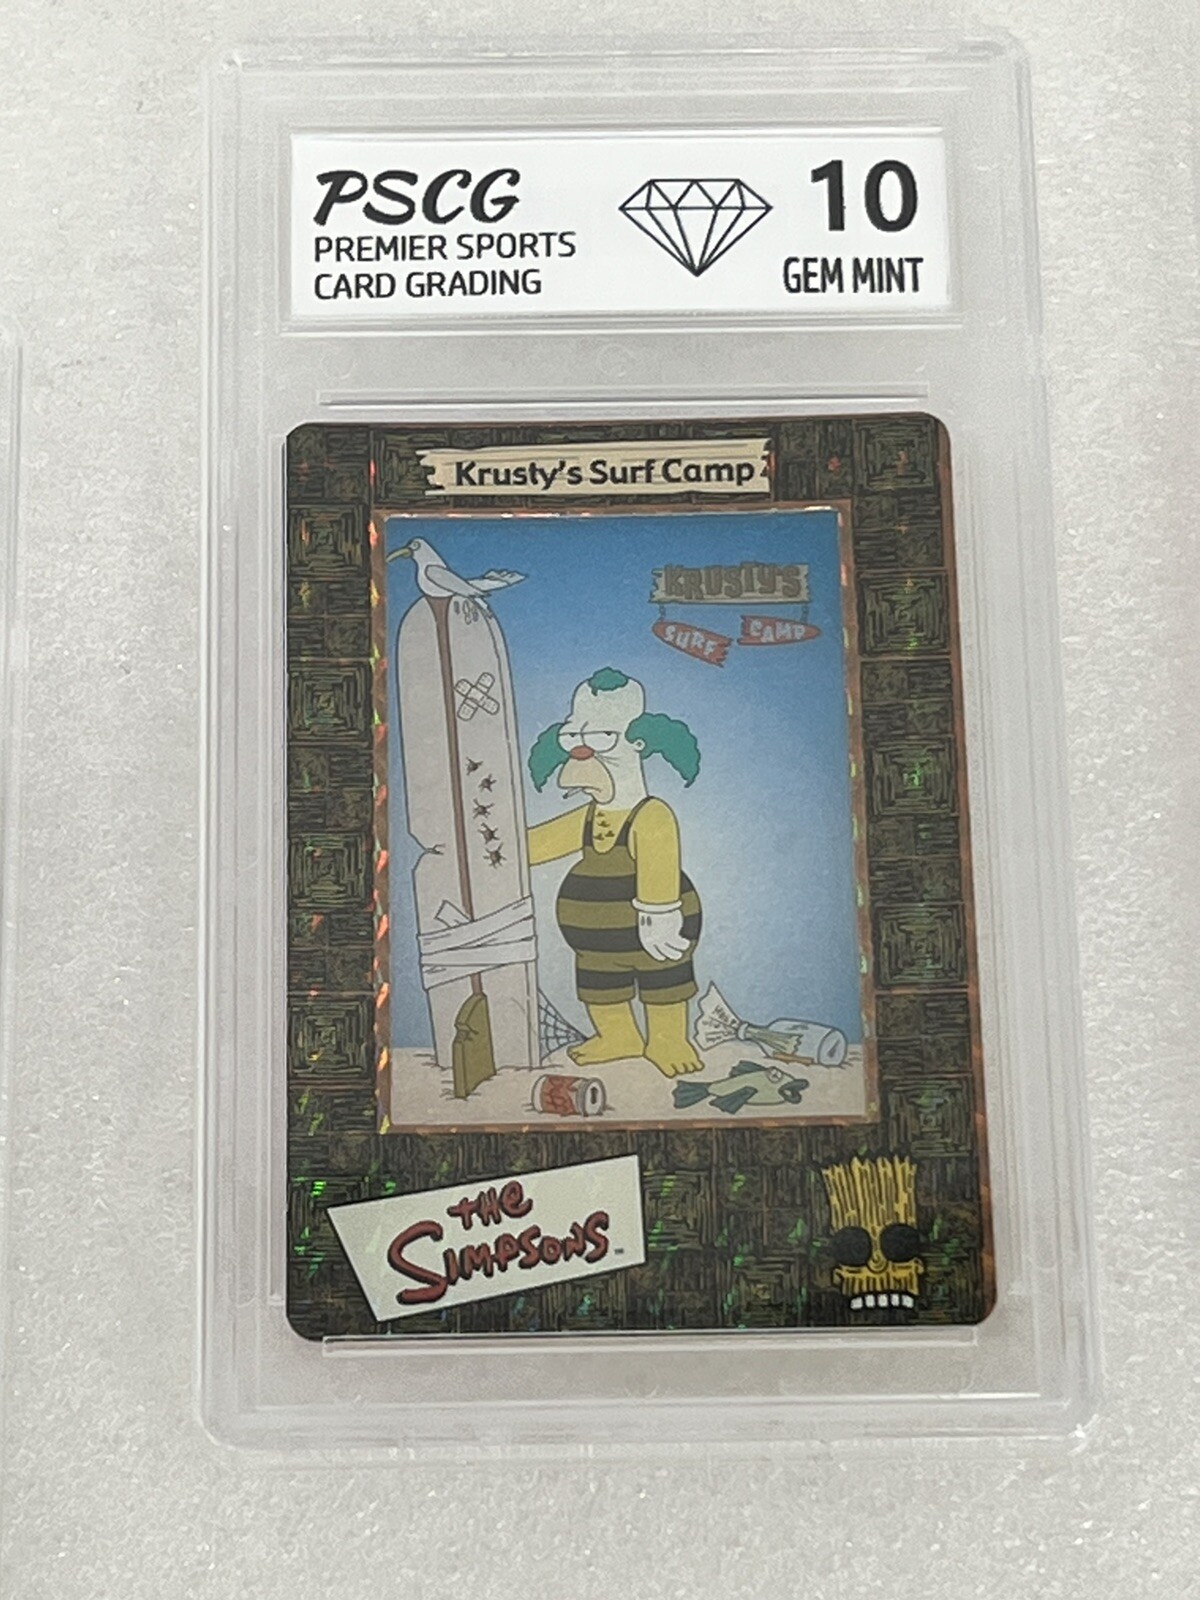 PSCG
PREMIER SPORTS
CARD GRADING
10
GEM MINT
Krusty's Surf Camp
KRUSTY'S
SURF CAMP
THE
SIMPSONS